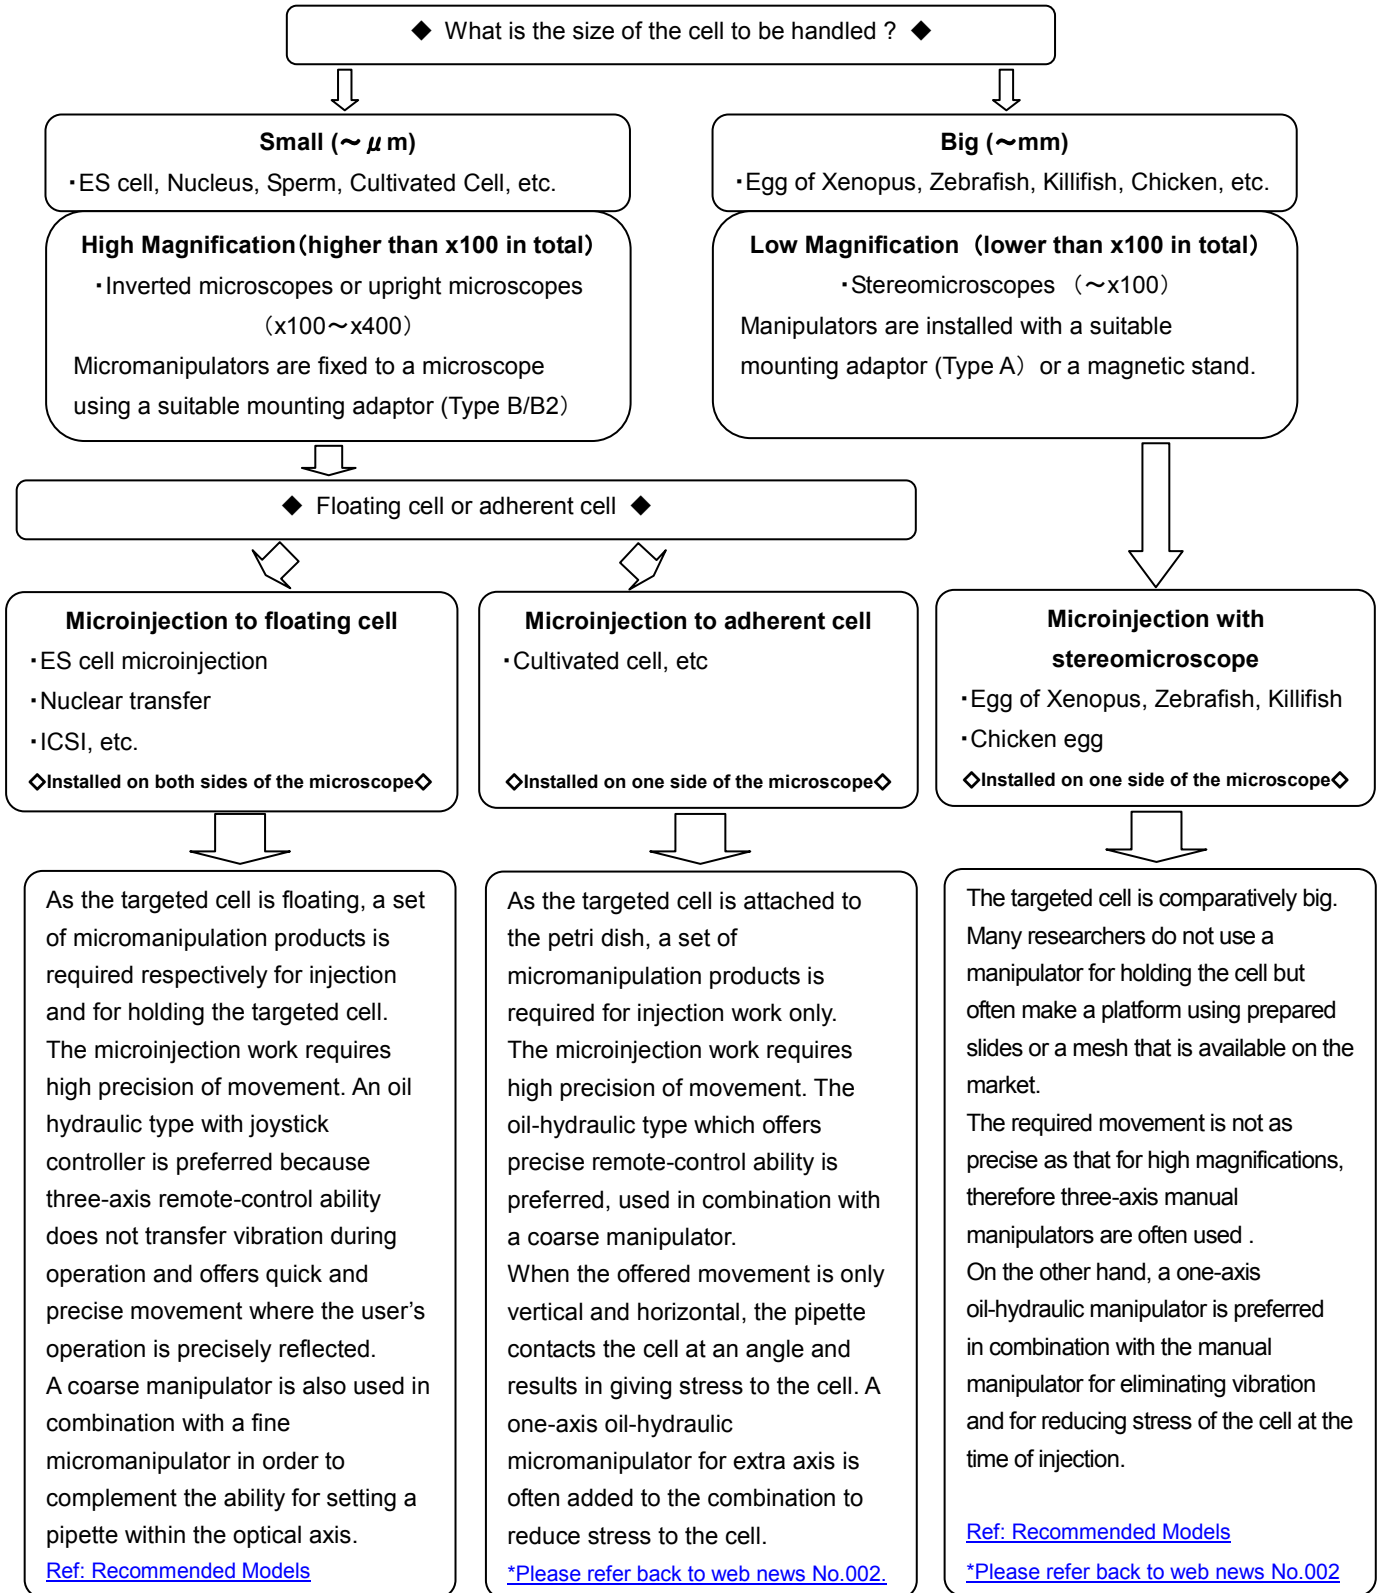 ◆ What is the size of the cell to be handled ? ◆
Small (～μm)
・ES cell, Nucleus, Sperm, Cultivated Cell, etc.
Big (～mm)
・Egg of Xenopus, Zebrafish, Killifish, Chicken, etc.
High Magnification（higher than x100 in total）
・Inverted microscopes or upright microscopes
（x100～x400）
Micromanipulators are fixed to a microscope
using a suitable mounting adaptor (Type B/B2）
Low Magnification（lower than x100 in total）
・Stereomicroscopes （～x100）
Manipulators are installed with a suitable
mounting adaptor (Type A） or a magnetic stand.
◆ Floating cell or adherent cell ◆
Microinjection to floating cell
・ES cell microinjection
・Nuclear transfer
・ICSI, etc.
◇Installed on both sides of the microscope◇
Microinjection to adherent cell
・Cultivated cell, etc
◇Installed on one side of the microscope◇
Microinjection with
stereomicroscope
・Egg of Xenopus, Zebrafish, Killifish
・Chicken egg
◇Installed on one side of the microscope◇
As the targeted cell is floating, a set
of micromanipulation products is
required respectively for injection
and for holding the targeted cell.
The microinjection work requires
high precision of movement. An oil
hydraulic type with joystick
controller is preferred because
three-axis remote-control ability
does not transfer vibration during
operation and offers quick and
precise movement where the user’s
operation is precisely reflected.
A coarse manipulator is also used in
combination with a fine
micromanipulator in order to
complement the ability for setting a
pipette within the optical axis.
Ref: Recommended Models
As the targeted cell is attached to
the petri dish, a set of
micromanipulation products is
required for injection work only.
The microinjection work requires
high precision of movement. The
oil-hydraulic type which offers
precise remote-control ability is
preferred, used in combination with
a coarse manipulator.
When the offered movement is only
vertical and horizontal, the pipette
contacts the cell at an angle and
results in giving stress to the cell. A
one-axis oil-hydraulic
micromanipulator for extra axis is
often added to the combination to
reduce stress to the cell.
*Please refer back to web news No.002.
The targeted cell is comparatively big.
Many researchers do not use a
manipulator for holding the cell but
often make a platform using prepared
slides or a mesh that is available on the
market.
The required movement is not as
precise as that for high magnifications,
therefore three-axis manual
manipulators are often used .
On the other hand, a one-axis
oil-hydraulic manipulator is preferred
in combination with the manual
manipulator for eliminating vibration
and for reducing stress of the cell at the
time of injection.
Ref: Recommended Models
*Please refer back to web news No.002